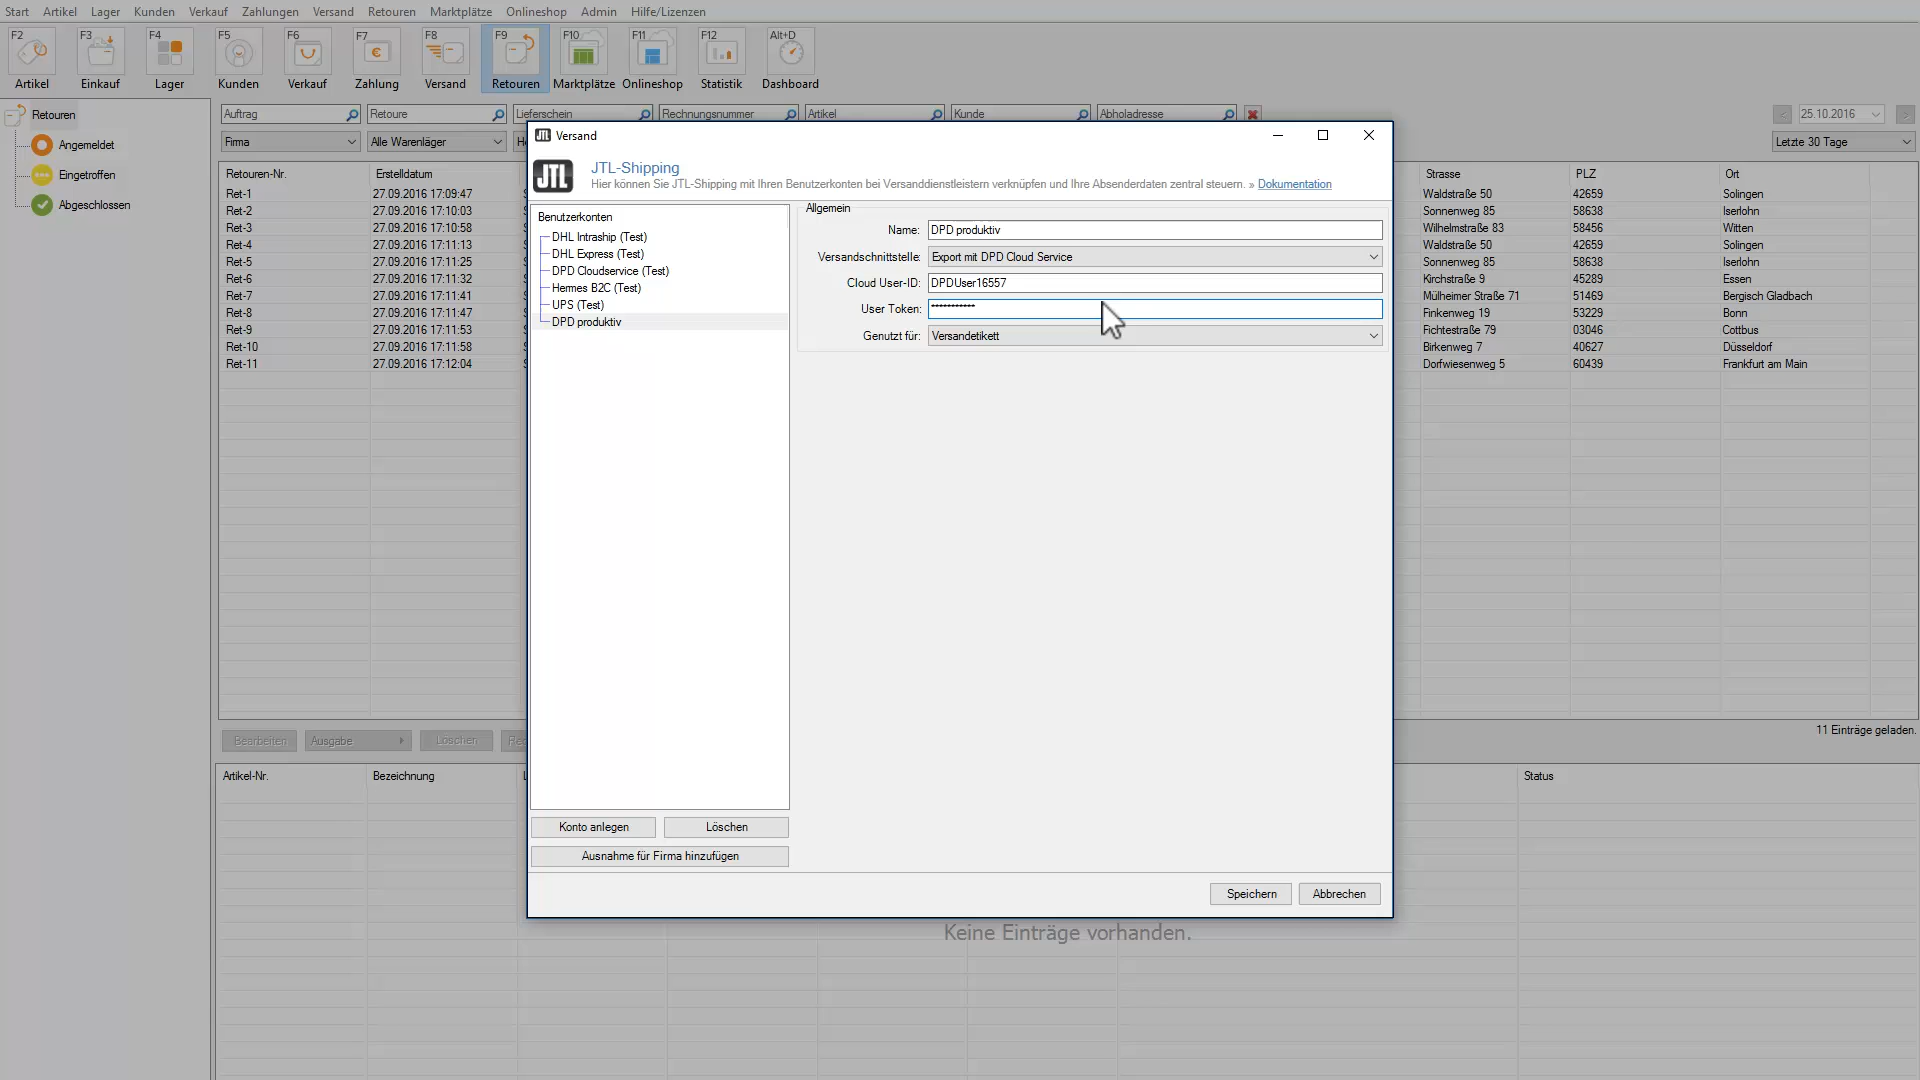 Start Artikel Lager Kunden Verkauf Zahlungen Versand Retouren Marktplätze Onlineshop Admin Hilfe/Lizenzen
F2 F3 F4 F5 F6 F7 F8 F9 F10 F11 F12 Alt+D
Artikel Einkauf Lager Kunden Verkauf Zahlung Versand Retouren Marktplätze Onlineshop Statistik Dashboard
Retouren
Angemeldet
Eingetroffen
Abgeschlossen
Auftrag Retoure Lieferschein Rechnungsnummer Artikel Kunde Abholadresse < 25.10.2016 >
Firma Alle Warenläger Letzte 30 Tage
Retouren-Nr. Erstelldatum Strasse PLZ Ort
Ret-1 27.09.2016 17:09:47 Waldstraße 50 42659 Solingen
Ret-2 27.09.2016 17:10:03 Sonnenweg 85 58638 Iserlohn
Ret-3 27.09.2016 17:10:58 Wilhelmstraße 83 58456 Witten
Ret-4 27.09.2016 17:11:13 Waldstraße 50 42659 Solingen
Ret-5 27.09.2016 17:11:25 Sonnenweg 85 58638 Iserlohn
Ret-6 27.09.2016 17:11:32 Kirchstraße 9 45289 Essen
Ret-7 27.09.2016 17:11:41 Mülheimer Straße 71 51469 Bergisch Gladbach
Ret-8 27.09.2016 17:11:47 Finkenweg 19 53229 Bonn
Ret-9 27.09.2016 17:11:53 Fichtestraße 79 03046 Cottbus
Ret-10 27.09.2016 17:11:58 Birkenweg 7 40627 Düsseldorf
Ret-11 27.09.2016 17:12:04 Dorfwiesenweg 5 60439 Frankfurt am Main
Bearbeiten Ausgabe Löschen
11 Einträge geladen.
Artikel-Nr. Bezeichnung Status
Keine Einträge vorhanden.
JTL Versand
JTL
JTL-Shipping
Hier können Sie JTL-Shipping mit Ihren Benutzerkonten bei Versanddienstleistern verknüpfen und Ihre Absenderdaten zentral steuern. » Dokumentation
Benutzerkonten
DHL Intraship (Test)
DHL Express (Test)
DPD Cloudservice (Test)
Hermes B2C (Test)
UPS (Test)
DPD produktiv
Allgemein
Name: DPD produktiv
Versandschnittstelle: Export mit DPD Cloud Service
Cloud User-ID: DPDUser16557
User Token: ***********
Genutzt für: Versandetikett
Konto anlegen Löschen
Ausnahme für Firma hinzufügen
Speichern Abbrechen